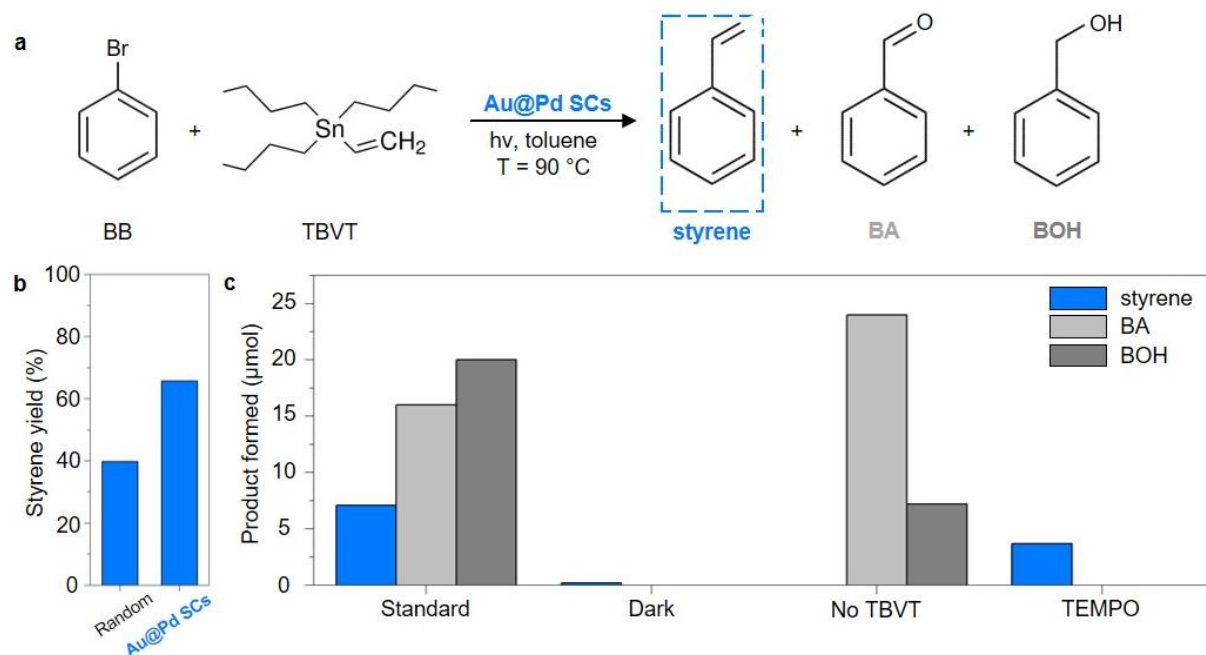 a
Br
+
Sn
CH2
Au@Pd SCs
hv, toluene
T = 90 °C
+
O
+
OH
BB
TBVT
styrene
BA
BOH
b
Styrene yield (%)
100
80
60
40
20
0
Random
Au@Pd SCs
c
Product formed (µmol)
25
20
15
10
5
0
styrene
BA
BOH
Standard
Dark
No TBVT
TEMPO